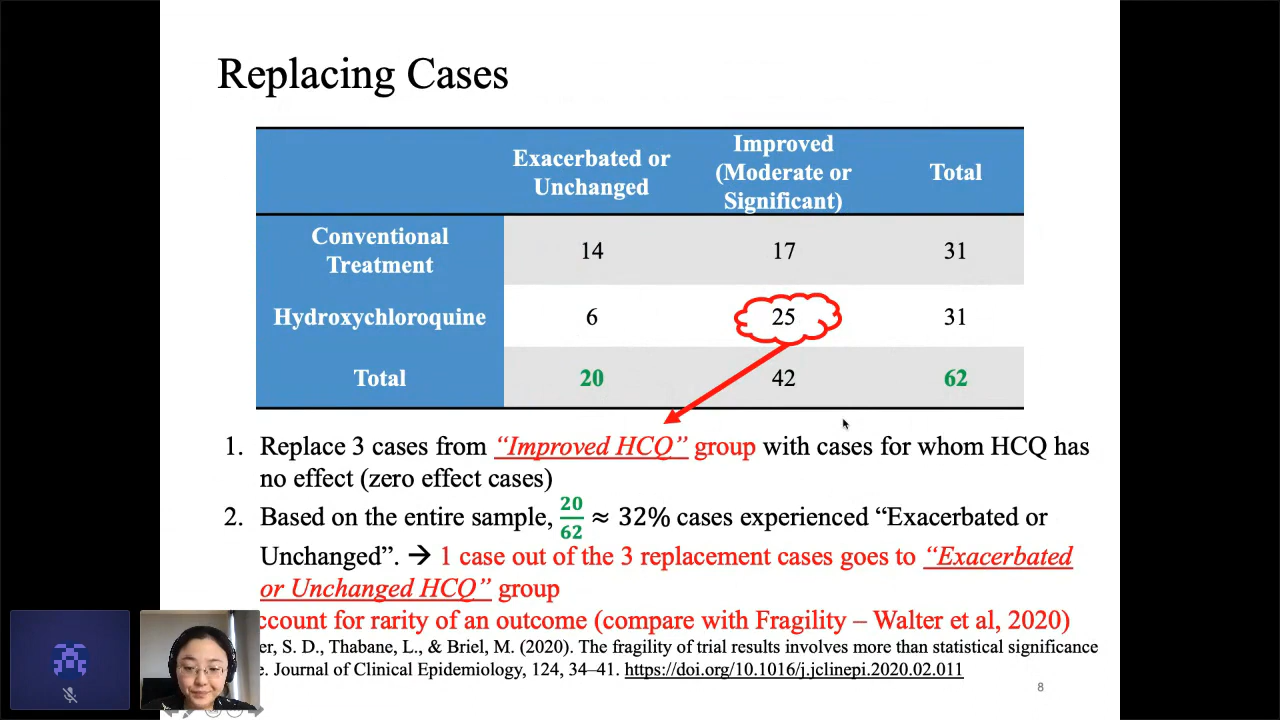 Replacing Cases
Exacerbated or
Unchanged
Improved
(Moderate or
Significant)
Total
Conventional
Treatment
14
17
31
Hydroxychloroquine
6
25
31
Total
20
42
62
1. Replace 3 cases from “Improved HCQ” group with cases for whom HCQ has
no effect (zero effect cases)
2. Based on the entire sample, 20/62 ≈ 32% cases experienced “Exacerbated or
Unchanged”. → 1 case out of the 3 replacement cases goes to “Exacerbated
or Unchanged HCQ” group
ccount for rarity of an outcome (compare with Fragility – Walter et al, 2020)
er, S. D., Thabane, L., & Briel, M. (2020). The fragility of trial results involves more than statistical significance
e. Journal of Clinical Epidemiology, 124, 34–41. https://doi.org/10.1016/j.jclinepi.2020.02.011
8